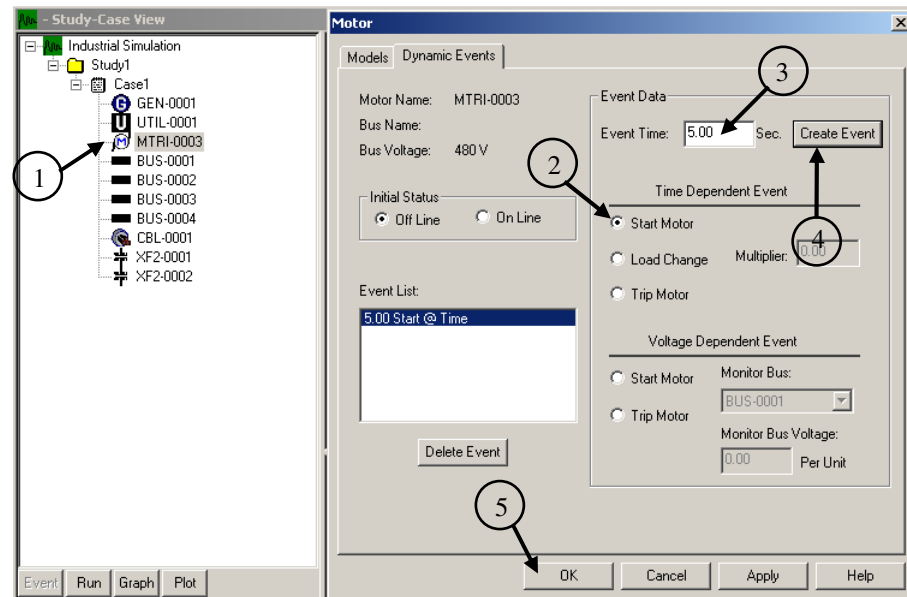 - Study-Case View
Industrial Simulation
Study1
Case1
GEN-0001
UTIL-0001
MTRI-0003
BUS-0001
BUS-0002
BUS-0003
BUS-0004
CBL-0001
XF2-0001
XF2-0002
1
Event Run Graph Plot
Motor
Models Dynamic Events
Motor Name: MTRI-0003
Bus Name:
Bus Voltage: 480 V
Initial Status
Off Line On Line
Event List:
5.00 Start @ Time
Delete Event
Event Data
3
Event Time: 5.00 Sec. Create Event
2
Time Dependent Event
Start Motor
4
Load Change Multiplier: 0.00
Trip Motor
Voltage Dependent Event
Start Motor Monitor Bus:
BUS-0001
Trip Motor
Monitor Bus Voltage:
0.00 Per Unit
5
OK Cancel Apply Help